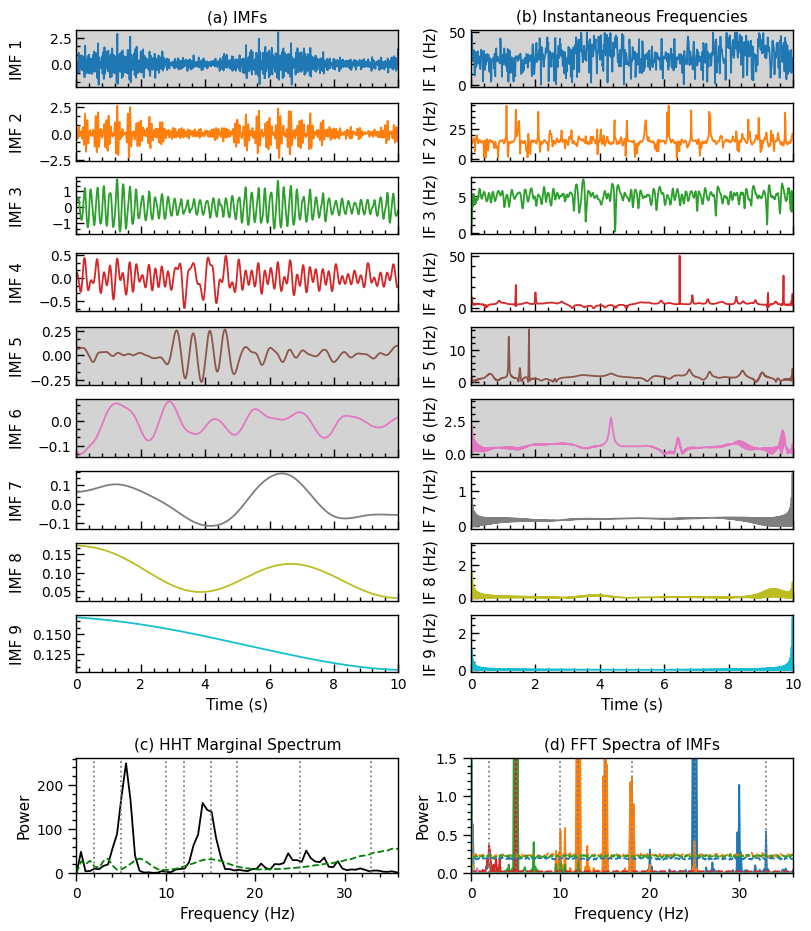 (a) IMFs
(b) Instantaneous Frequencies
IMF 1
2.5
0.0
IF 1 (Hz)
50
0
IMF 2
2.5
0.0
−2.5
IF 2 (Hz)
25
0
IMF 3
1
0
−1
IF 3 (Hz)
5
0
IMF 4
0.5
0.0
−0.5
IF 4 (Hz)
50
0
IMF 5
0.25
0.00
−0.25
IF 5 (Hz)
10
0
IMF 6
0.0
−0.1
IF 6 (Hz)
2.5
0.0
IMF 7
0.1
0.0
−0.1
IF 7 (Hz)
1
0
IMF 8
0.15
0.10
0.05
IF 8 (Hz)
2
0
IMF 9
0.150
0.125
IF 9 (Hz)
2
0
0 2 4 6 8 10
Time (s)
0 2 4 6 8 10
Time (s)
(c) HHT Marginal Spectrum
Power
200
100
0
0 10 20 30
Frequency (Hz)
(d) FFT Spectra of IMFs
Power
1.5
1.0
0.5
0.0
0 10 20 30
Frequency (Hz)